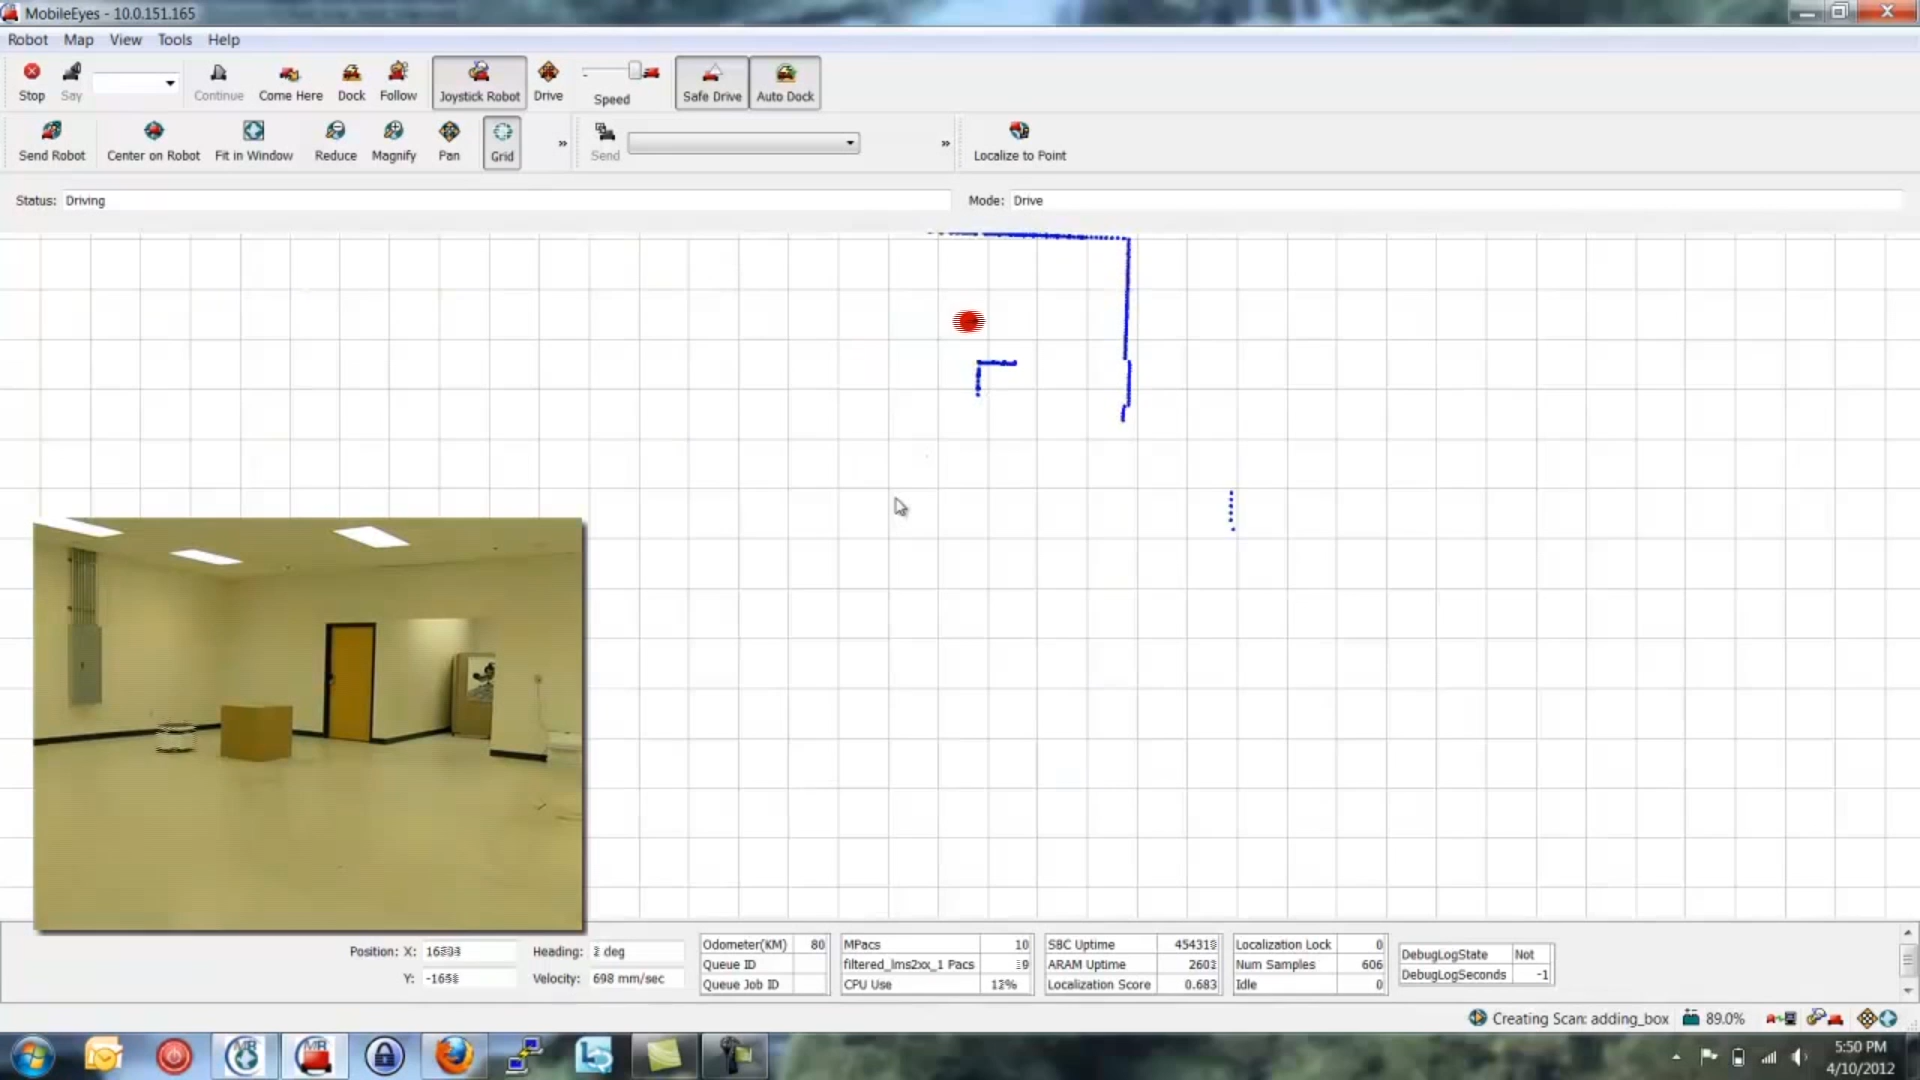 MobileEyes - 10.0.151.165
Robot Map View Tools Help
Stop Say Continue Come Here Dock Follow Joystick Robot Drive Speed Safe Drive Auto Dock
Send Robot Center on Robot Fit in Window Reduce Magnify Pan Grid » Send » Localize to Point
Status: Driving Mode: Drive
Odometer(KM) 80 MPacs 10 SBC Uptime Localization Lock 0
Position: X: Heading: deg
Queue ID filtered_lms2xx_1 Pacs ARAM Uptime Num Samples 606
DebugLogState Not
Y: Velocity: 698 mm/sec
Queue Job ID CPU Use 12% Localization Score 0.683 Idle 0
DebugLogSeconds -1
Creating Scan: adding_box 89.0%
5:50 PM
4/10/2012